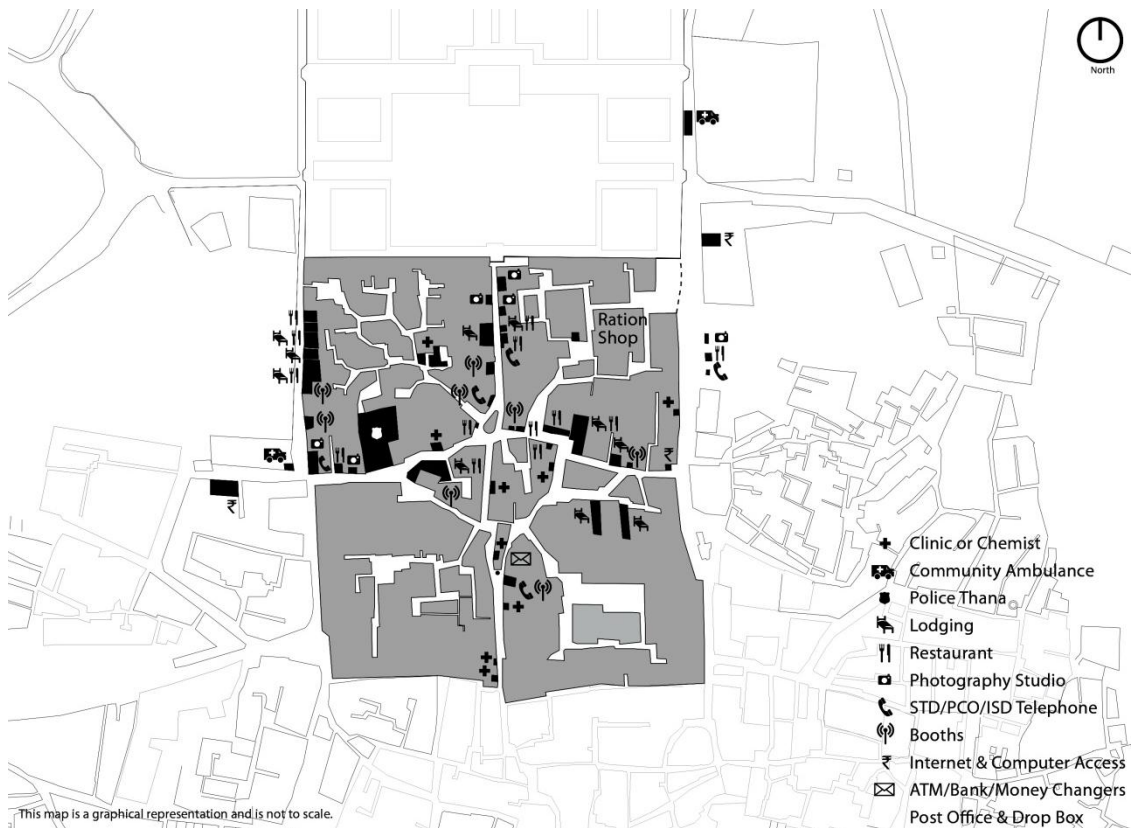 North
Ration
Shop
Clinic or Chemist
Community Ambulance
Police Thana
Lodging
Restaurant
Photography Studio
STD/PCO/ISD Telephone
Booths
Internet & Computer Access
ATM/Bank/Money Changers
Post Office & Drop Box
This map is a graphical representation and is not to scale.